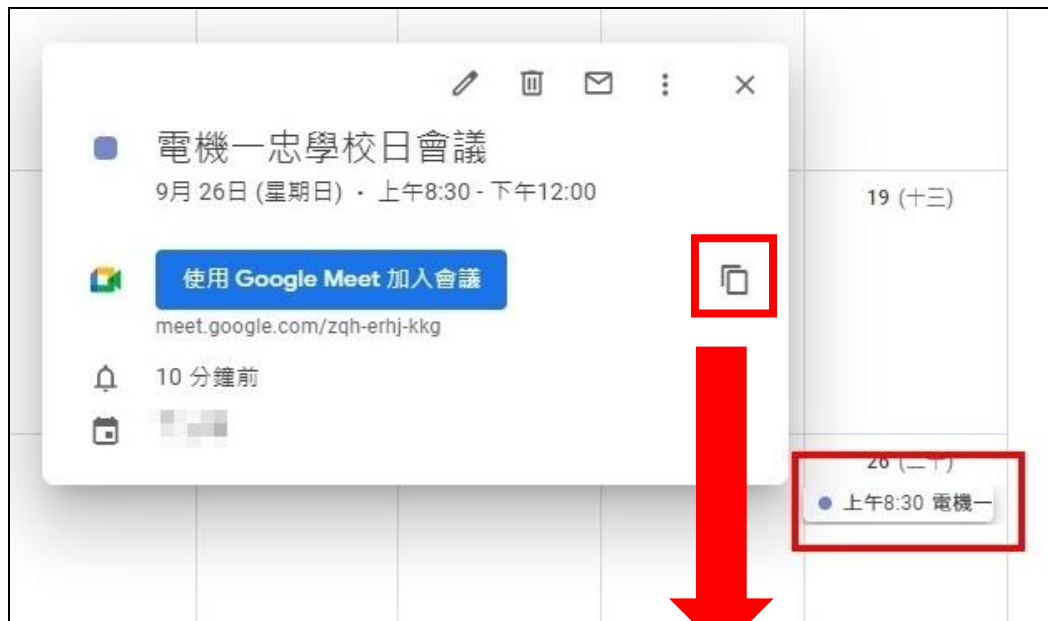 電機一忠學校日會議
9月 26日 (星期日) ・ 上午8:30 - 下午12:00
使用 Google Meet 加入會議
meet.google.com/zqh-erhj-kkg
10 分鐘前
19 (十三)
26 (二十)
上午8:30 電機一